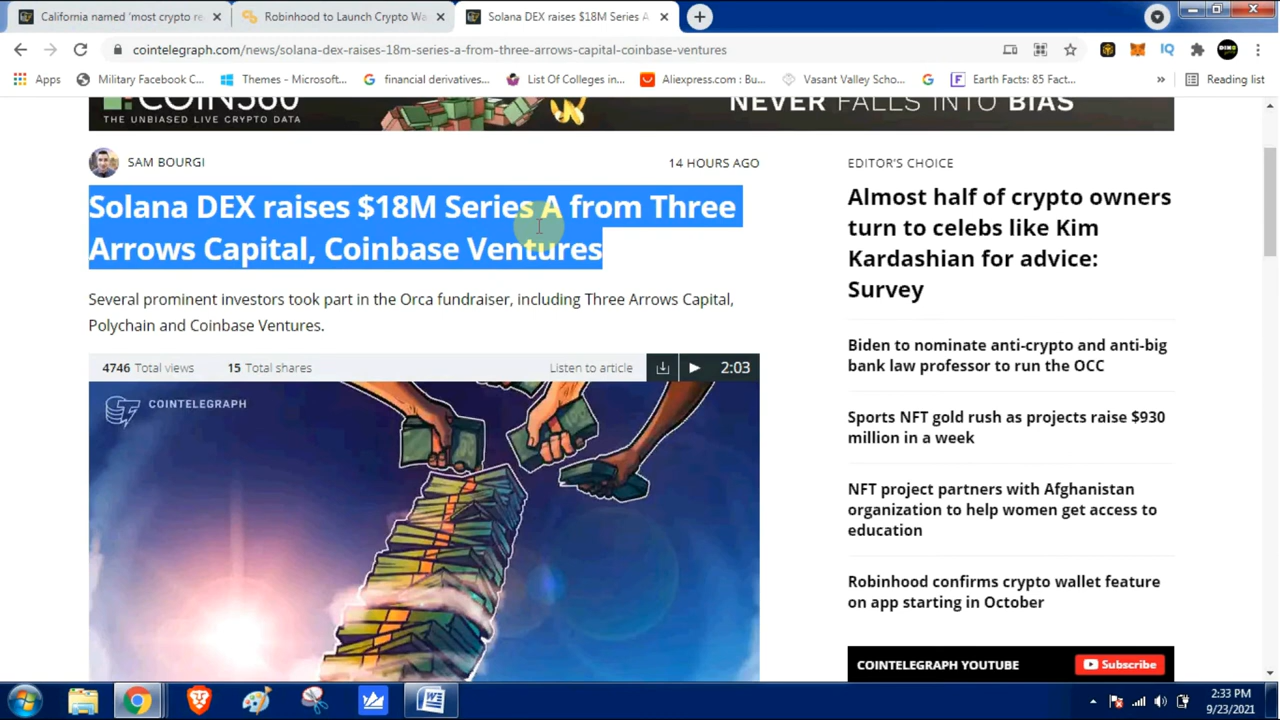 California named 'most crypto re
Robinhood to Launch Crypto Wa
Solana DEX raises $18M Series A
cointelegraph.com/news/solana-dex-raises-18m-series-a-from-three-arrows-capital-coinbase-ventures
IQ
Apps
Military Facebook C...
Themes - Microsoft...
financial derivatives...
List Of Colleges in...
Aliexpress.com : Bu...
Vasant Valley Scho...
Earth Facts: 85 Fact...
»
Reading list
COIN360
THE UNBIASED LIVE CRYPTO DATA
NEVER FALLS INTO BIAS
SAM BOURGI
14 HOURS AGO
Solana DEX raises $18M Series A from Three
Arrows Capital, Coinbase Ventures
Several prominent investors took part in the Orca fundraiser, including Three Arrows Capital,
Polychain and Coinbase Ventures.
4746 Total views
15 Total shares
Listen to article
2:03
COINTELEGRAPH
EDITOR'S CHOICE
Almost half of crypto owners
turn to celebs like Kim
Kardashian for advice:
Survey
Biden to nominate anti-crypto and anti-big
bank law professor to run the OCC
Sports NFT gold rush as projects raise $930
million in a week
NFT project partners with Afghanistan
organization to help women get access to
education
Robinhood confirms crypto wallet feature
on app starting in October
COINTELEGRAPH YOUTUBE
Subscribe
2:33 PM
9/23/2021